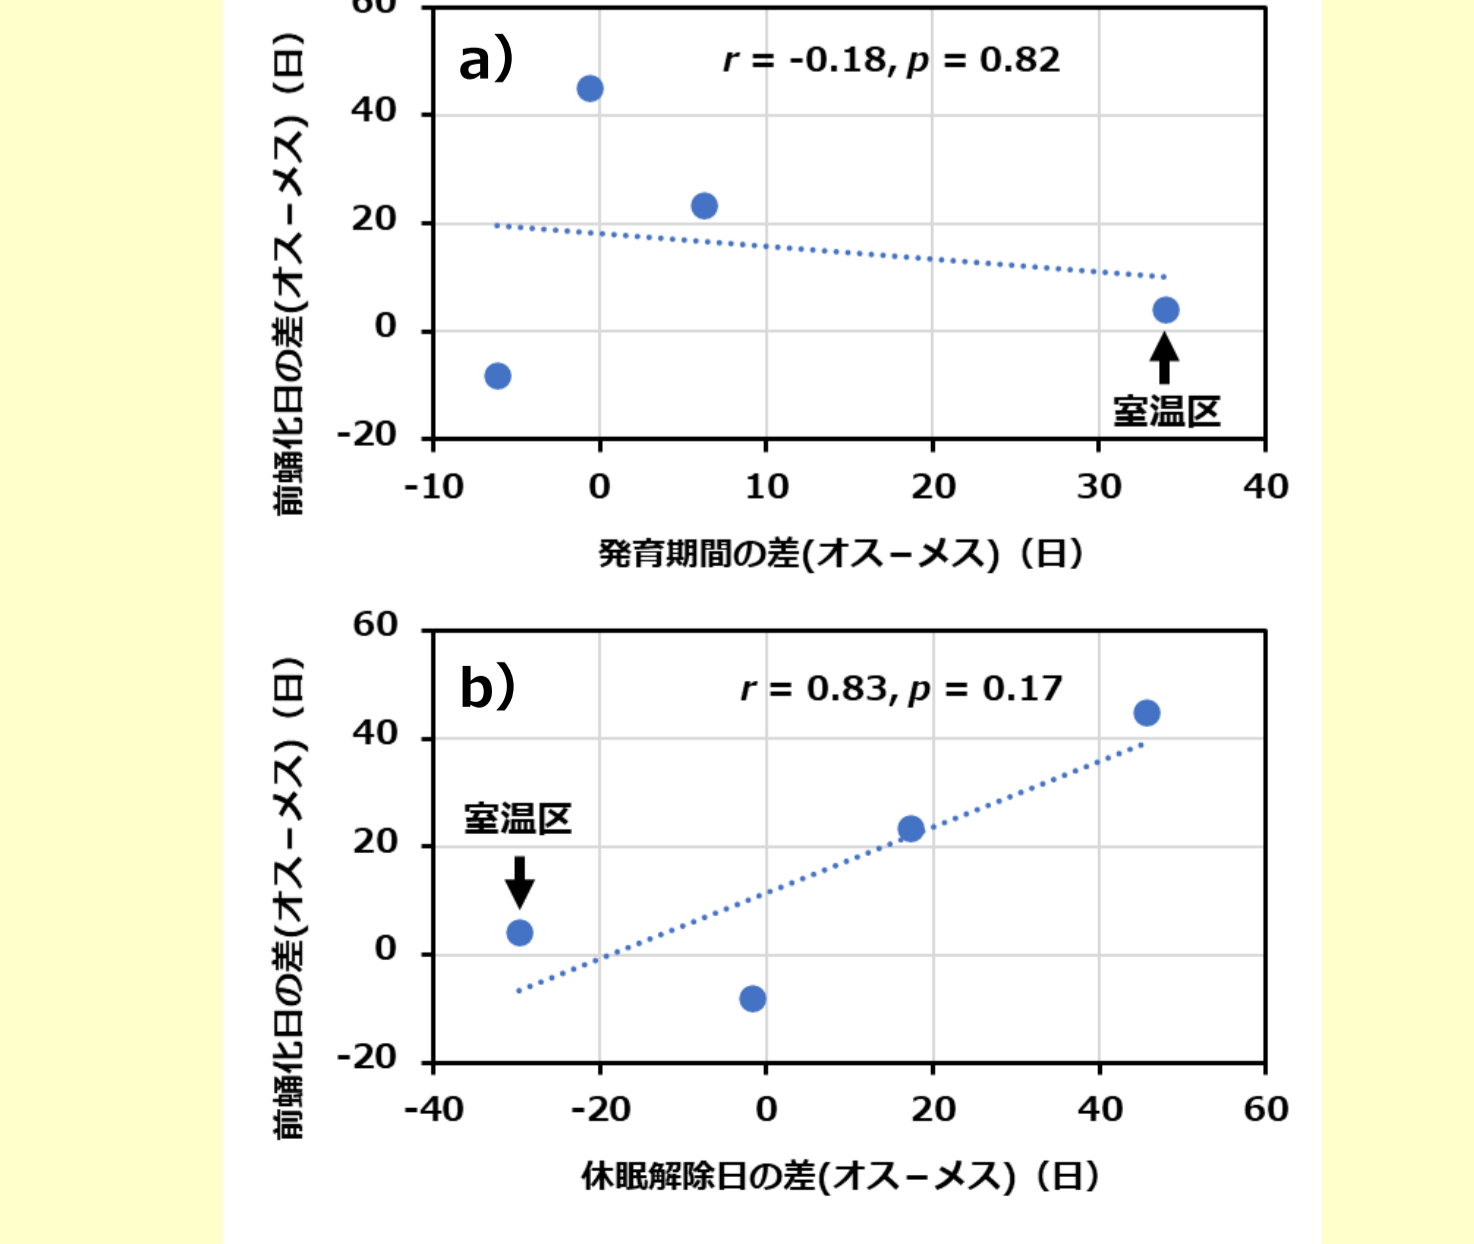 60
a)
r = -0.18, p = 0.82
40
20
0
-20
室温区
前蛹化日の差(オス－メス)（日）
-10 0 10 20 30 40
発育期間の差(オス－メス)（日）
60
b)
r = 0.83, p = 0.17
40
室温区
20
0
-20
前蛹化日の差(オス－メス)（日）
-40 -20 0 20 40 60
休眠解除日の差(オス－メス)（日）